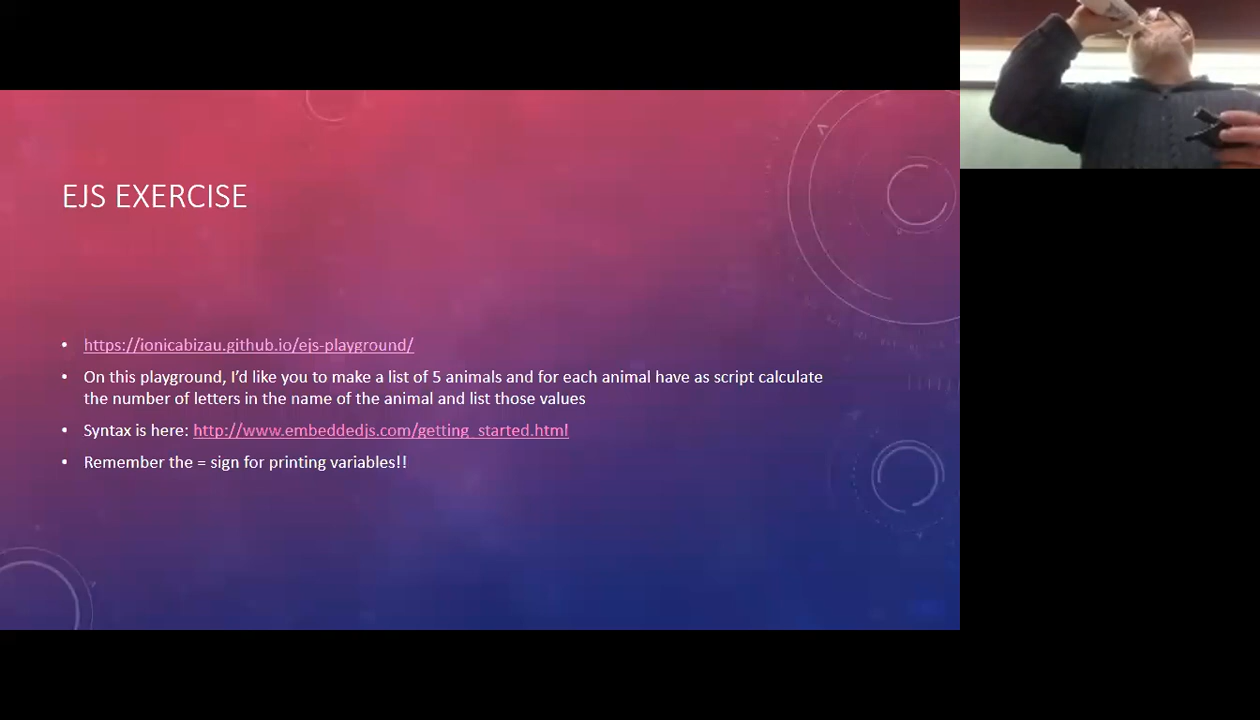 EJS EXERCISE
https://ionicabizau.github.io/ejs-playground/
On this playground, I'd like you to make a list of 5 animals and for each animal have as script calculate
the number of letters in the name of the animal and list those values
Syntax is here: http://www.embeddedjs.com/getting_started.html
Remember the = sign for printing variables!!